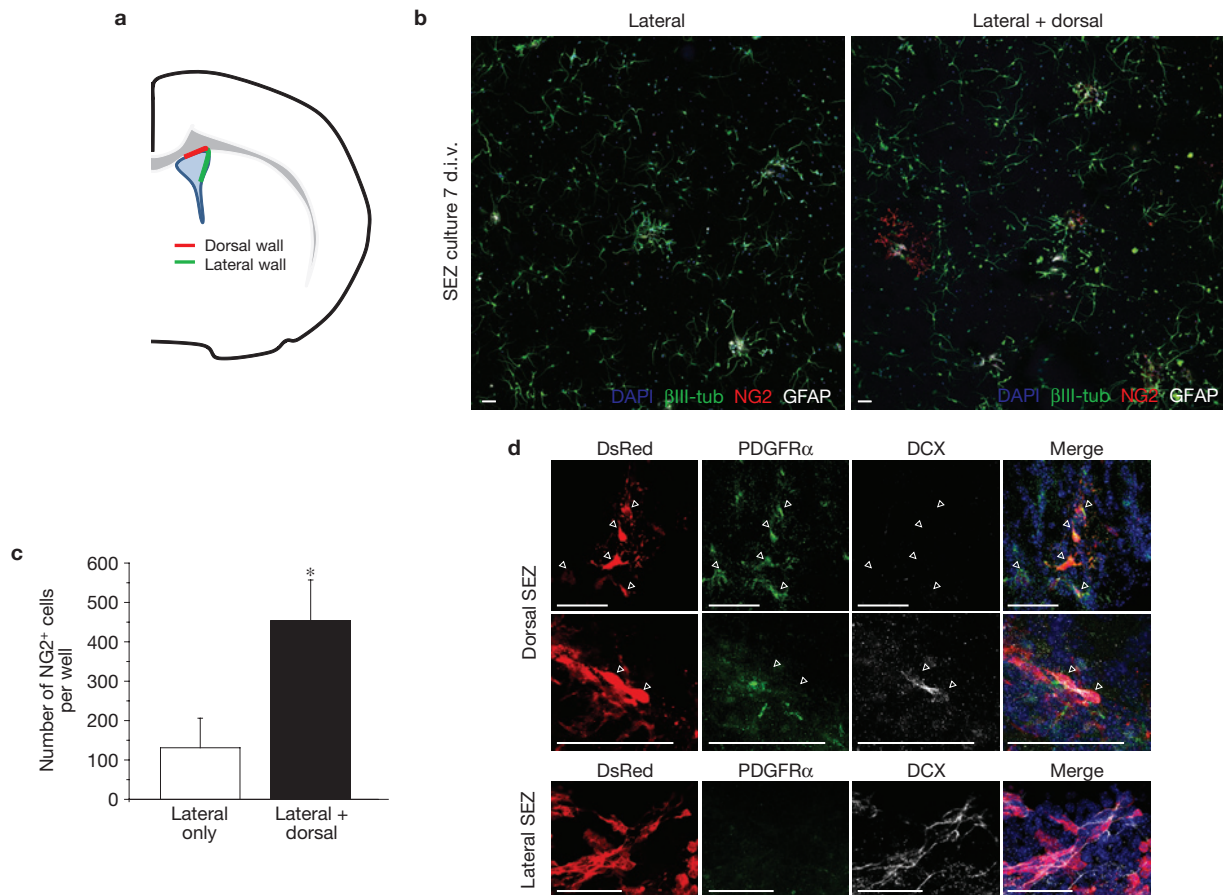 a
Dorsal wall
Lateral wall
b
Lateral
Lateral + dorsal
SEZ culture 7 d.i.v.
DAPI βIII-tub NG2 GFAP
DAPI βIII-tub NG2 GFAP
c
Number of NG2⁺ cells
per well
600
500
400
300
200
100
0
*
Lateral
only
Lateral +
dorsal
d
DsRed PDGFRα DCX Merge
Dorsal SEZ
DsRed PDGFRα DCX Merge
Lateral SEZ